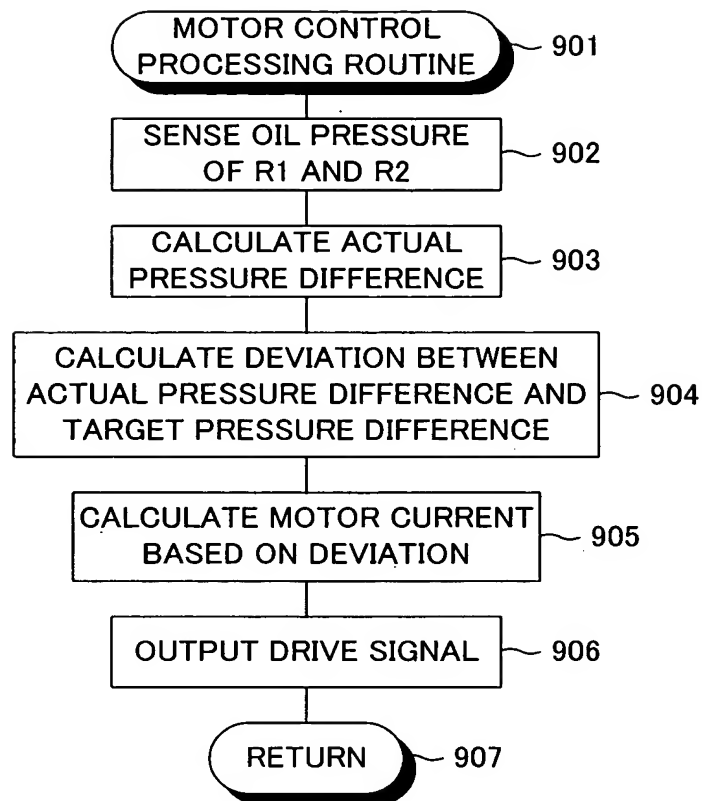 MOTOR CONTROL
PROCESSING ROUTINE
901
SENSE OIL PRESSURE
OF R1 AND R2
902
CALCULATE ACTUAL
PRESSURE DIFFERENCE
903
CALCULATE DEVIATION BETWEEN
ACTUAL PRESSURE DIFFERENCE AND
TARGET PRESSURE DIFFERENCE
904
CALCULATE MOTOR CURRENT
BASED ON DEVIATION
905
OUTPUT DRIVE SIGNAL
906
RETURN
907